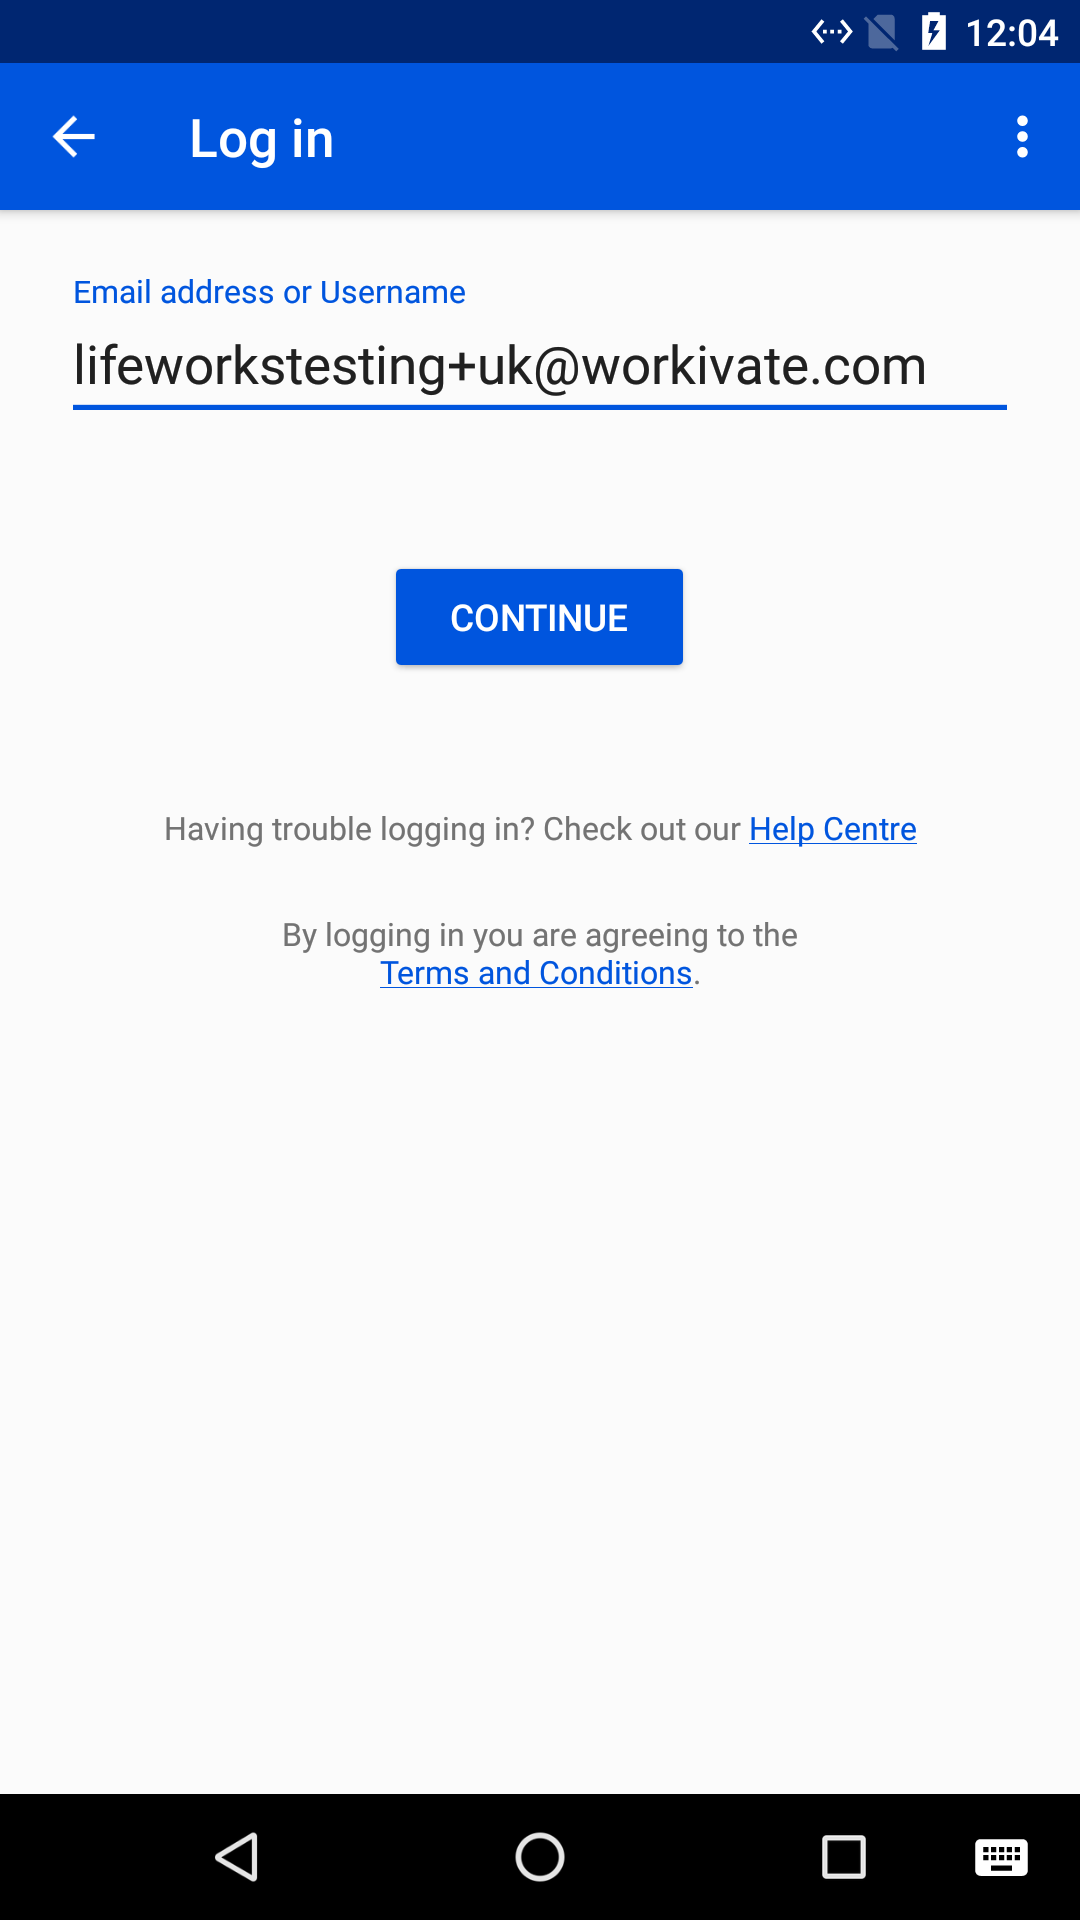 12:04
Log in
Email address or Username
lifeworkstesting+uk@workivate.com
CONTINUE
Having trouble logging in? Check out our Help Centre
By logging in you are agreeing to the
Terms and Conditions.